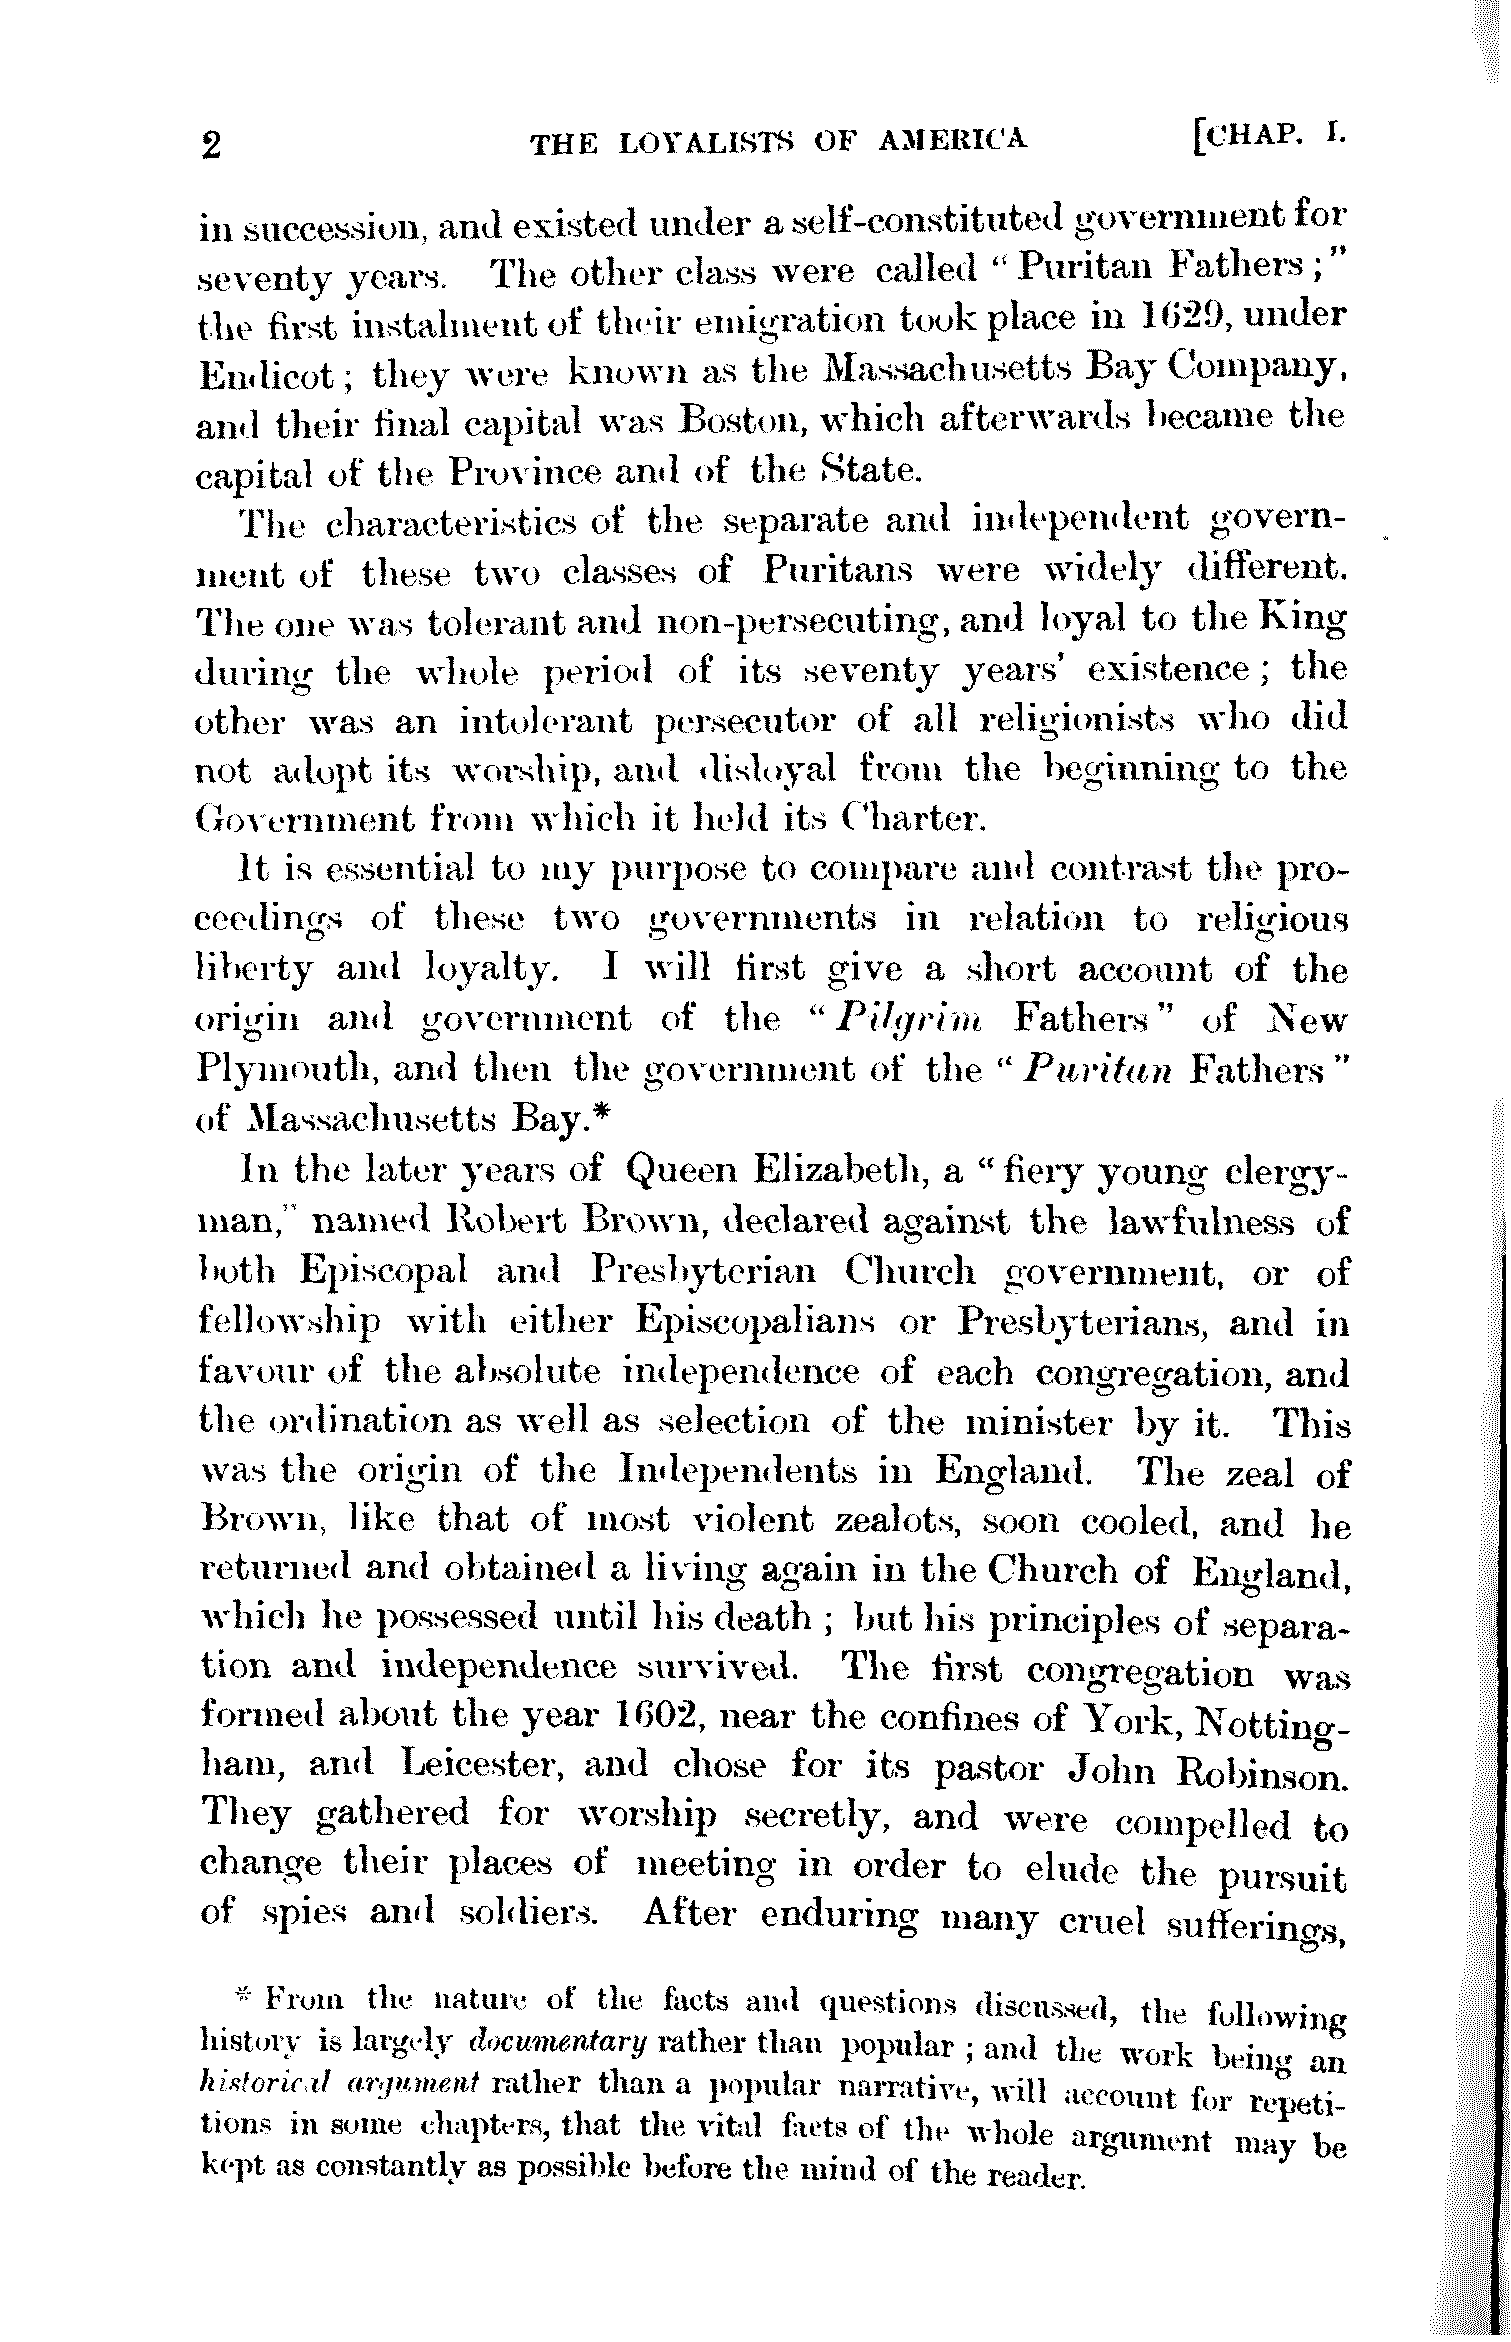 2 THE LOYALISTS OF AMERICA [CHAP. I.
in succession, and existed under a self-constituted government for
seventy years. The other class were called “Puritan Fathers;”
the first instalment of their emigration took place in 1629, under
Endicot; they were known as the Massachusetts Bay Company,
and their final capital was Boston, which afterwards became the
capital of the Province and of the State.
The characteristics of the separate and independent govern-
ment of these two classes of Puritans were widely different.
The one was tolerant and non-persecuting, and loyal to the King
during the whole period of its seventy years’ existence; the
other was an intolerant persecutor of all religionists who did
not adopt its worship, and disloyal from the beginning to the
Government from which it held its Charter.
It is essential to my purpose to compare and contrast the pro-
ceedings of these two governments in relation to religious
liberty and loyalty. I will first give a short account of the
origin and government of the “Pilgrim Fathers” of New
Plymouth, and then the government of the “Puritan Fathers”
of Massachusetts Bay.*
In the later years of Queen Elizabeth, a “fiery young clergy-
man,” named Robert Brown, declared against the lawfulness of
both Episcopal and Presbyterian Church government, or of
fellowship with either Episcopalians or Presbyterians, and in
favour of the absolute independence of each congregation, and
the ordination as well as selection of the minister by it. This
was the origin of the Independents in England. The zeal of
Brown, like that of most violent zealots, soon cooled, and he
returned and obtained a living again in the Church of England,
which he possessed until his death; but his principles of separa-
tion and independence survived. The first congregation was
formed about the year 1602, near the confines of York, Notting-
ham, and Leicester, and chose for its pastor John Robinson.
They gathered for worship secretly, and were compelled to
change their places of meeting in order to elude the pursuit
of spies and soldiers. After enduring many cruel sufferings,
* From the nature of the facts and questions discussed, the following
history is largely documentary rather than popular; and the work being an
historical argument rather than a popular narrative, will account for repeti-
tions in some chapters, that the vital facts of the whole argument may be
kept as constantly as possible before the mind of the reader.